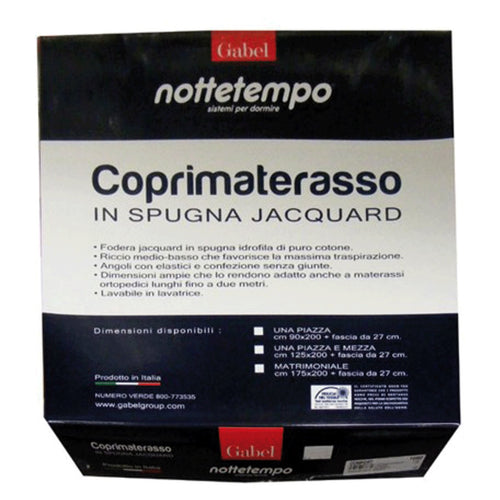 Gabel
nottetempo
sistemi per dormire
Coprimaterasso
IN SPUGNA JACQUARD
• Fodera jacquard in spugna idrofila di puro cotone.
• Riccio medio-basso che favorisce la massima traspirazione.
• Angoli con elastici e confezione senza giunte.
• Dimensioni ampie che lo rendono adatto anche a materassi
ortopedici lunghi fino a due metri.
• Lavabile in lavatrice.
Dimensioni disponibili :
UNA PIAZZA
cm 90x200 + fascia da 27 cm.
UNA PIAZZA E MEZZA
cm 125x200 + fascia da 27 cm.
MATRIMONIALE
cm 175x200 + fascia da 27 cm.
Prodotto in Italia
NUMERO VERDE 800-773535
www.gabelgroup.com
Coprimaterasso
IN SPUGNA JACQUARD
Gabel
nottetempo
sistemi per dormire